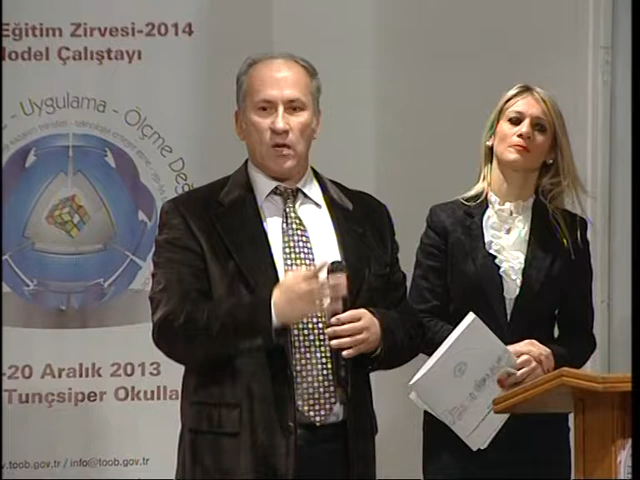 Eğitim Zirvesi-2014
Model Çalıştayı
- Uygulama - Ölçme Değ
-20 Aralık 2013
Tunçsiper Okulla
.toob.gov.tr / info@toob.gov.tr